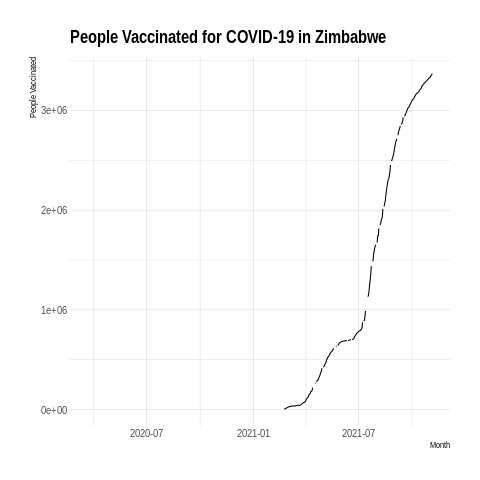 People Vaccinated for COVID-19 in Zimbabwe
People Vaccinated
3e+06
2e+06
1e+06
0e+00
2020-07 2021-01 2021-07
Month